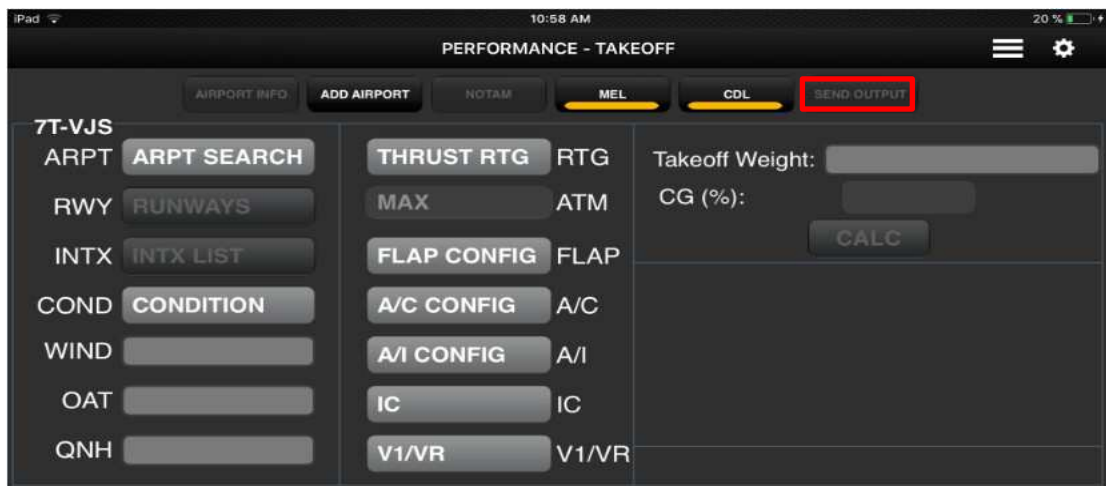 iPad 10:58 AM 20 %
PERFORMANCE - TAKEOFF
AIRPORT INFO ADD AIRPORT NOTAM MEL CDL SEND OUTPUT
7T-VJS
ARPT ARPT SEARCH
RWY RUNWAYS
INTX INTX LIST
COND CONDITION
WIND
OAT
QNH
THRUST RTG RTG
MAX ATM
FLAP CONFIG FLAP
A/C CONFIG A/C
A/I CONFIG A/I
IC IC
V1/VR V1/VR
Takeoff Weight:
CG (%):
CALC